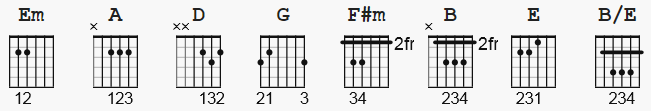 Em A D G F#m B E B/E
× ×× 2fr × 2fr
12 123 132 21 3 34 234 231 234